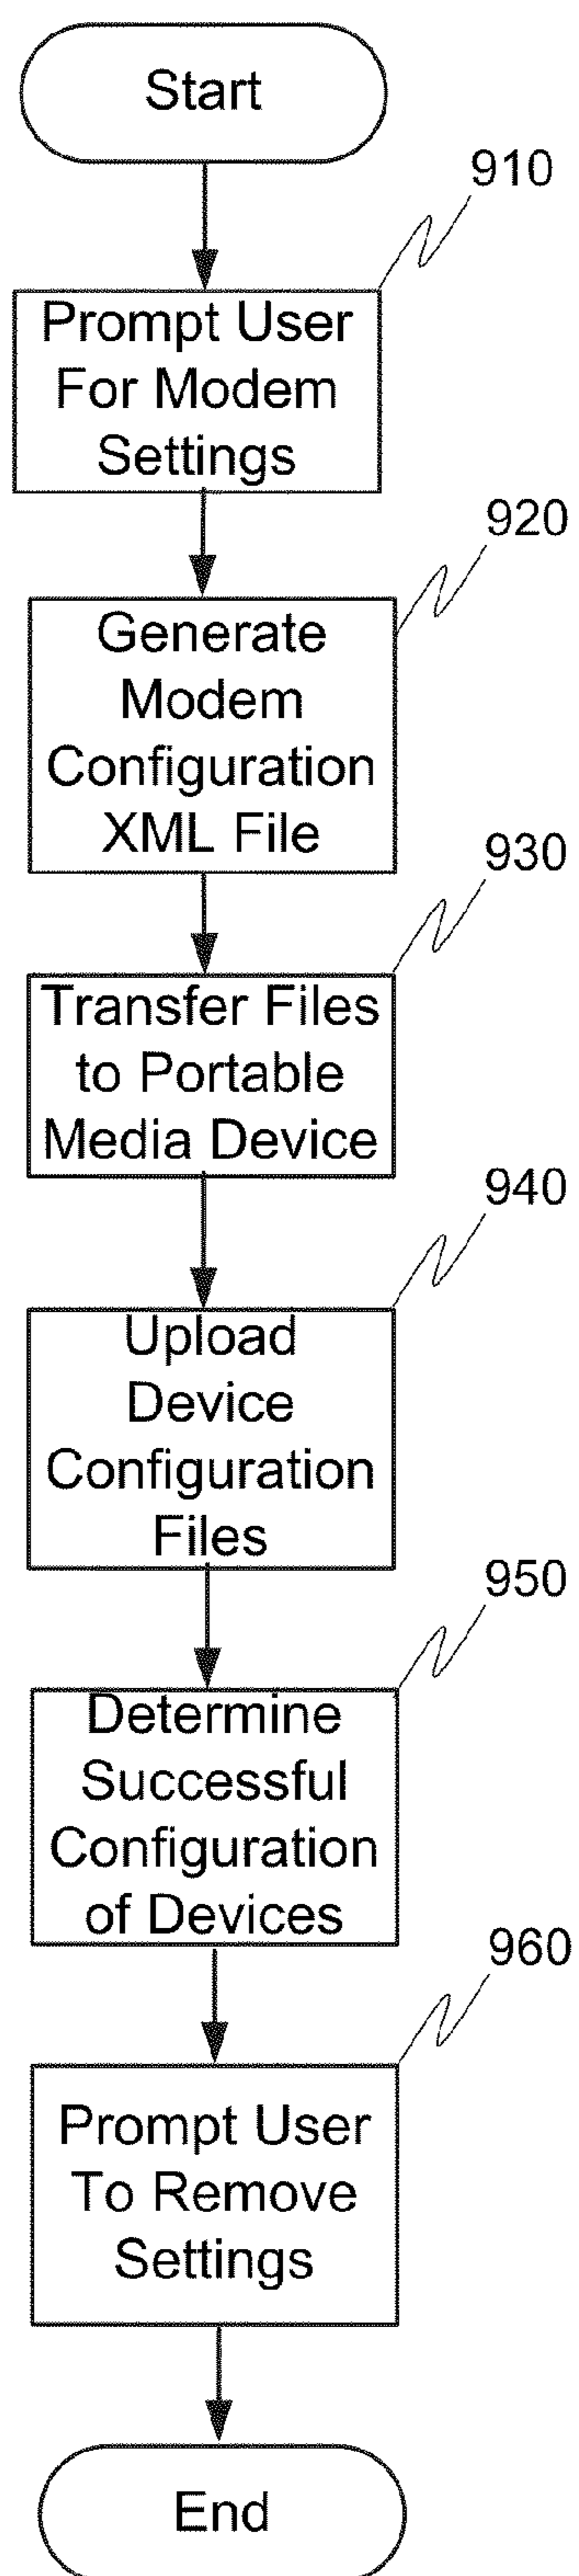 Start
910
Prompt User
For Modem
Settings
920
Generate
Modem
Configuration
XML File
930
Transfer Files
to Portable
Media Device
940
Upload
Device
Configuration
Files
950
Determine
Successful
Configuration
of Devices
960
Prompt User
To Remove
Settings
End